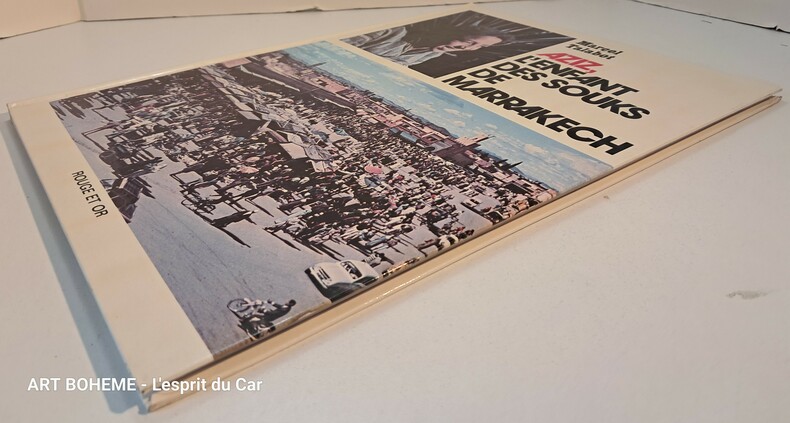 Marcel
Talabot
AZIZ,
L'ENFANT
DES SOUKS
DE
MARRAKECH
ROUGE ET OR
ART BOHEME - L'esprit du Car